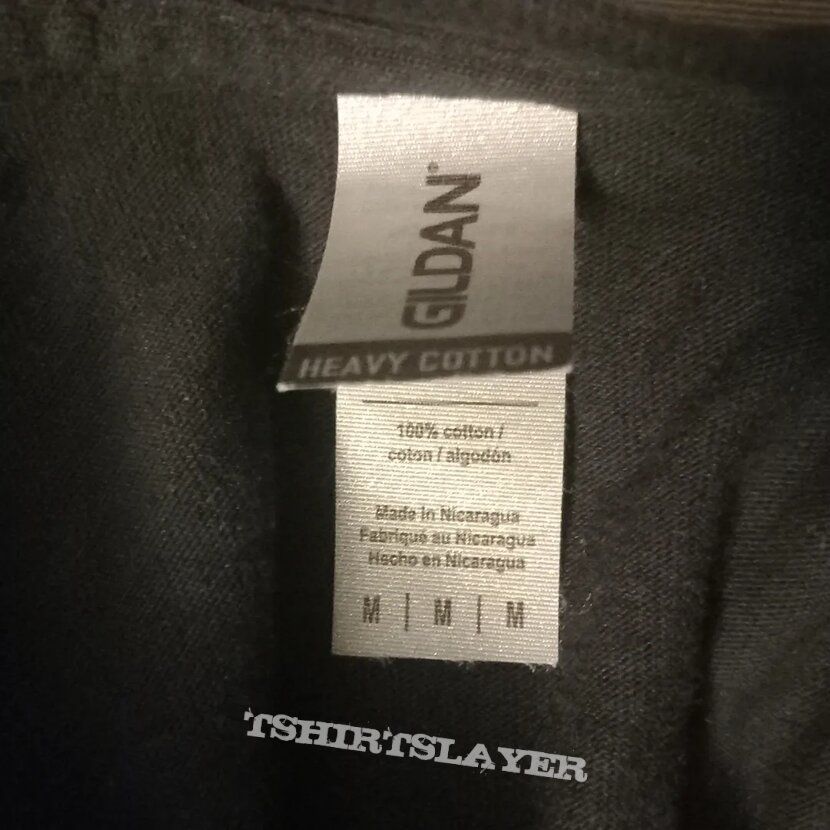 GILDAN®
HEAVY COTTON
100% cotton /
coton / algodón
Made in Nicaragua
Fabriqué au Nicaragua
Hecho en Nicaragua
M | M | M
TSHIRTSLAYER